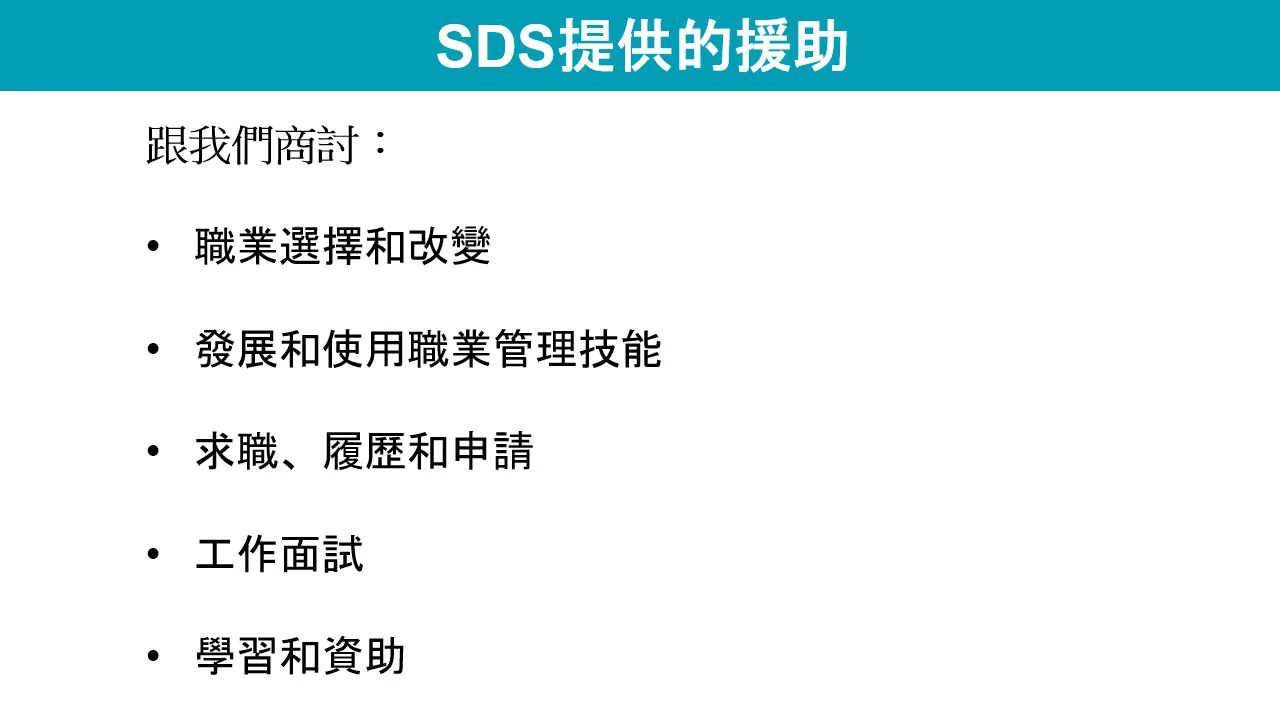 SDS提供的援助
跟我們商討：
• 職業選擇和改變
• 發展和使用職業管理技能
• 求職、履歷和申請
• 工作面試
• 學習和資助